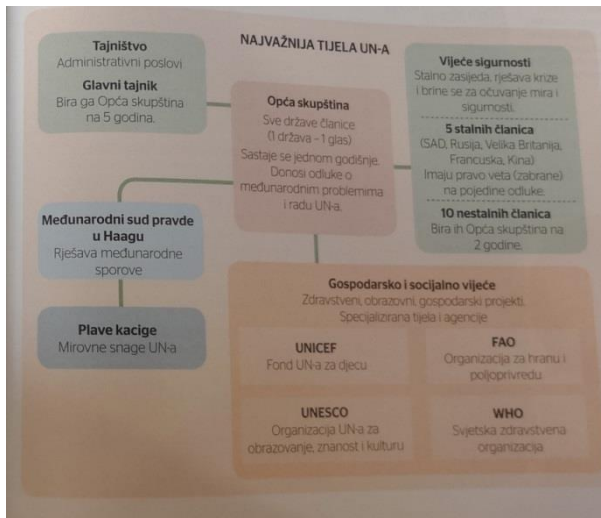 NAJVAŽNIJA TIJELA UN-A
Tajništvo
Administrativni poslovi
Glavni tajnik
Bira ga Opća skupština
na 5 godina.
Opća skupština
Sve države članice
(1 država – 1 glas)
Sastaje se jednom godišnje.
Donosi odluke o
međunarodnim problemima
i radu UN-a.
Vijeće sigurnosti
Stalno zasijeda, rješava krize
i brine se za očuvanje mira i
sigurnosti.
5 stalnih članica
(SAD, Rusija, Velika Britanija,
Francuska, Kina)
Imaju pravo veta (zabrane)
na pojedine odluke.
10 nestalnih članica
Bira ih Opća skupština na
2 godine.
Međunarodni sud pravde
u Haagu
Rješava međunarodne
sporove
Plave kacige
Mirovne snage UN-a
Gospodarsko i socijalno vijeće
Zdravstveni, obrazovni, gospodarski projekti.
Specijalizirana tijela i agencije
UNICEF
Fond UN-a za djecu
FAO
Organizacija za hranu i
poljoprivredu
UNESCO
Organizacija UN-a za
obrazovanje, znanost i kulturu
WHO
Svjetska zdravstvena
organizacija